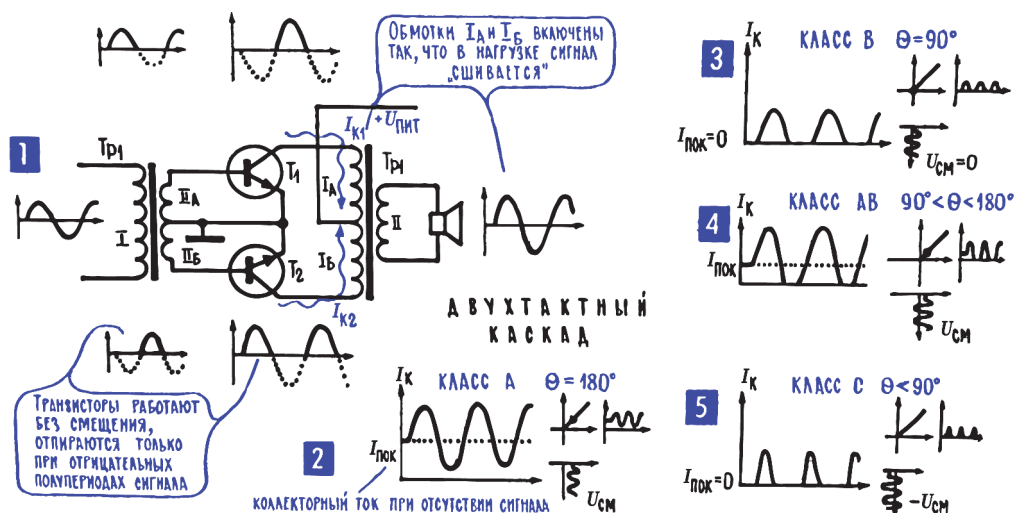 ОБМОТКИ IА И IБ ВКЛЮЧЕНЫ
ТАК, ЧТО В НАГРУЗКЕ СИГНАЛ
„СШИВАЕТСЯ"
1
Тр1
I
IIА
IIБ
Т1
Т2
IК1
+UПИТ
IА
IБ
IК2
Тр1
II
ДВУХТАКТНЫЙ
КАСКАД
ТРАНЗИСТОРЫ РАБОТАЮТ
БЕЗ СМЕЩЕНИЯ,
ОТПИРАЮТСЯ ТОЛЬКО
ПРИ ОТРИЦАТЕЛЬНЫХ
ПОЛУПЕРИОДАХ СИГНАЛА
2
IК
КЛАСС А Θ = 180°
IПОК
UСМ
КОЛЛЕКТОРНЫЙ ТОК ПРИ ОТСУТСТВИИ СИГНАЛА
3
IК
КЛАСС В Θ = 90°
IПОК = 0
UСМ = 0
4
IК
КЛАСС АВ 90° < Θ < 180°
IПОК
UСМ
5
IК
КЛАСС С Θ < 90°
IПОК = 0
-UСМ